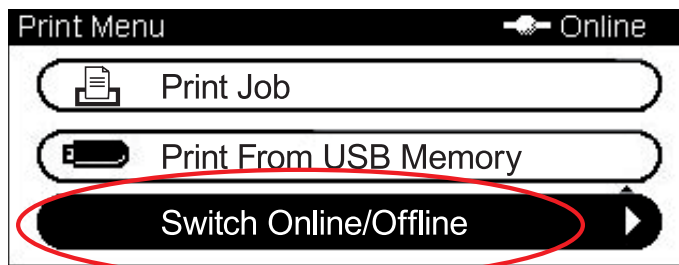 Print Menu Online
Print Job
Print From USB Memory
Switch Online/Offline